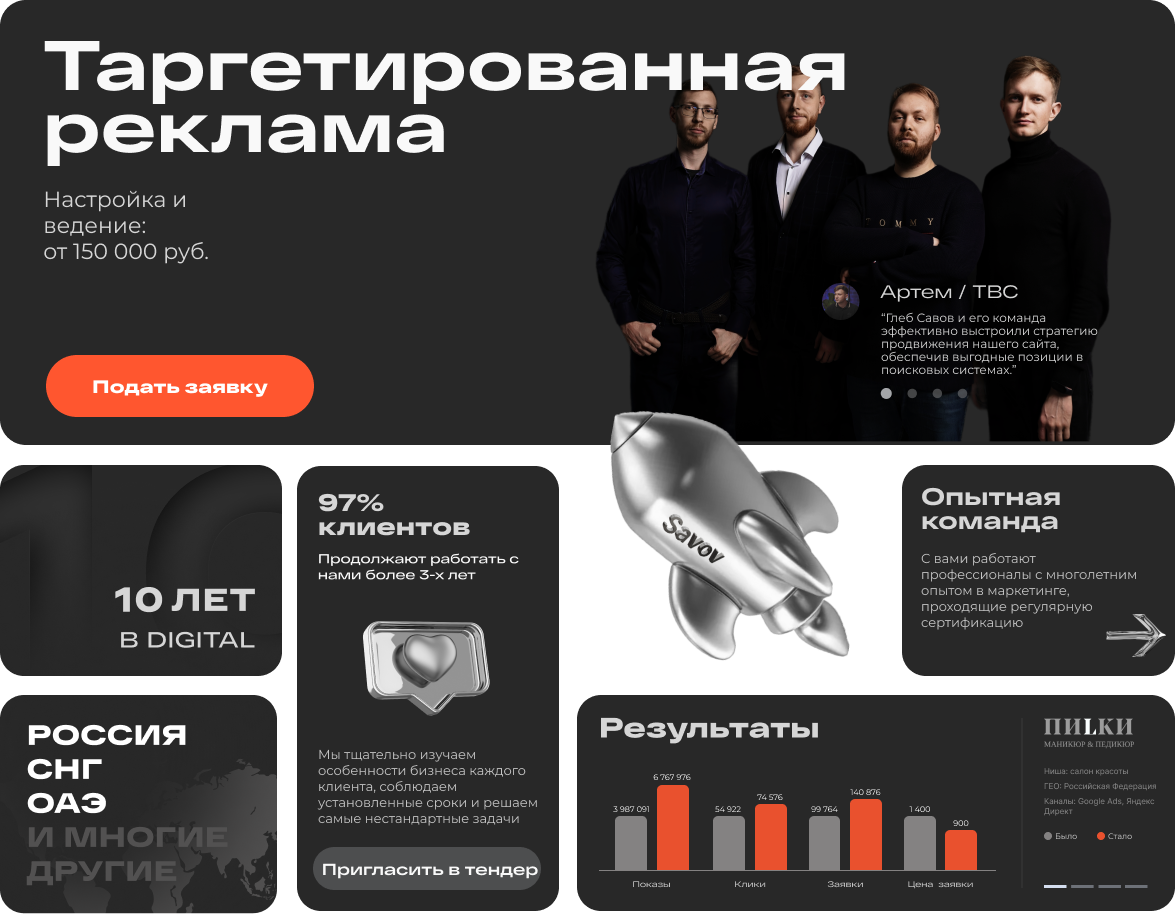 Таргетированная
реклама
Настройка и
ведение:
от 150 000 руб.
Подать заявку
TOMMY
Артем / ТВС
“Глеб Савов и его команда
эффективно выстроили стратегию
продвижения нашего сайта,
обеспечив выгодные позиции в
поисковых системах.”
10
10 ЛЕТ
В DIGITAL
97%
клиентов
Продолжают работать с
нами более 3-х лет
Мы тщательно изучаем
особенности бизнеса каждого
клиента, соблюдаем
установленные сроки и решаем
самые нестандартные задачи
Пригласить в тендер
Savov
Опытная
команда
С вами работают
профессионалы с многолетним
опытом в маркетинге,
проходящие регулярную
сертификацию
РОССИЯ
СНГ
ОАЭ
И МНОГИЕ
ДРУГИЕ
Результаты
3 987 091
6 767 976
54 922
74 576
99 764
140 876
1 400
900
Показы
Клики
Заявки
Цена заявки
ПИLКИ
МАНИКЮР & ПЕДИКЮР
Ниша: салон красоты
ГЕО: Российская Федерация
Каналы: Google Ads, Яндекс
Директ
Было
Стало